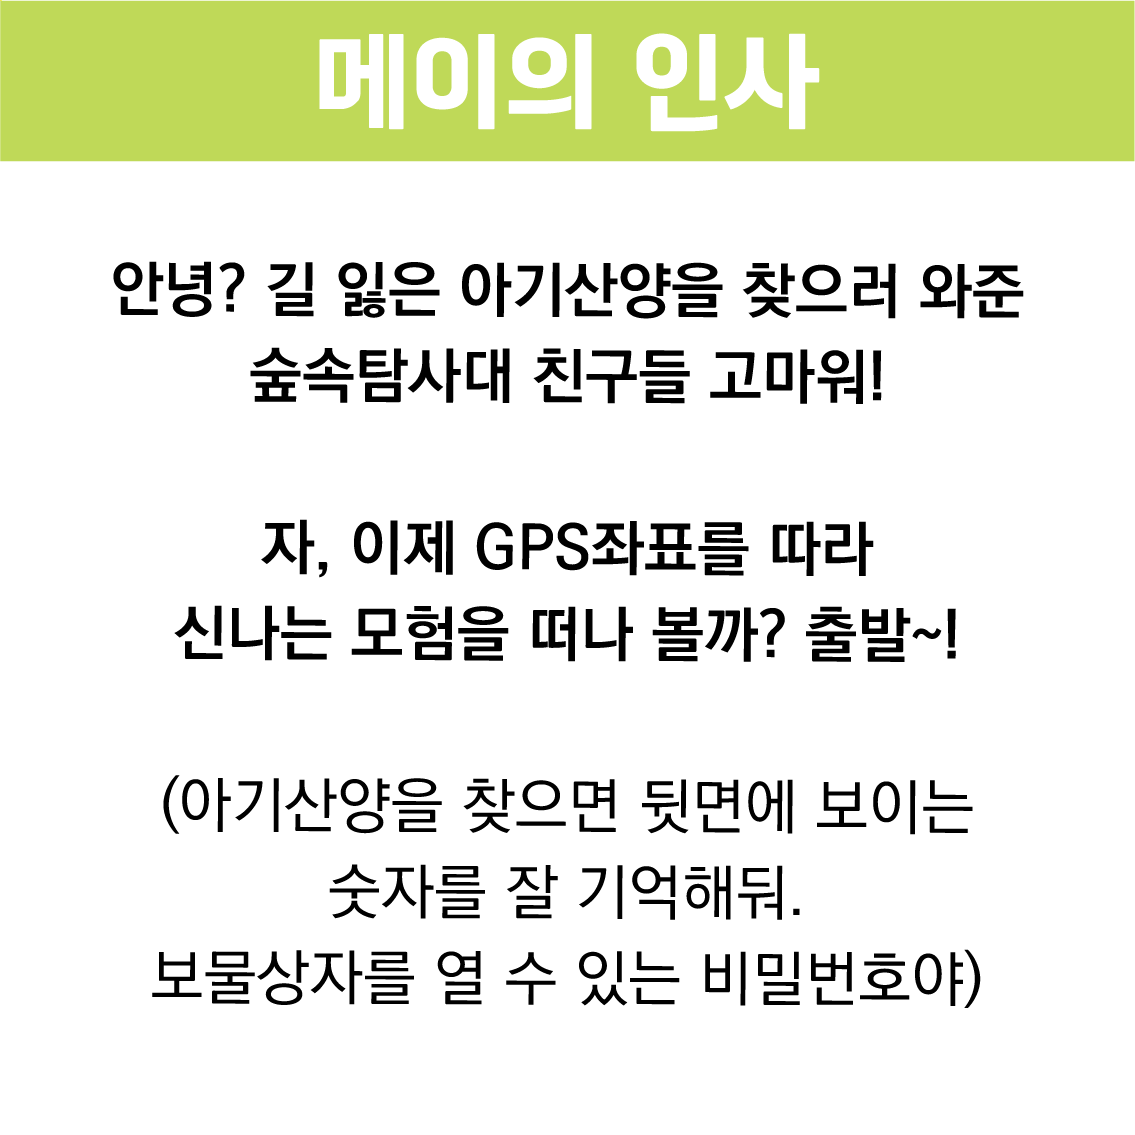 메이의 인사
안녕? 길 잃은 아기산양을 찾으러 와준
숲속탐사대 친구들 고마워!
자, 이제 GPS좌표를 따라
신나는 모험을 떠나 볼까? 출발~!
(아기산양을 찾으면 뒷면에 보이는
숫자를 잘 기억해둬.
보물상자를 열 수 있는 비밀번호야)